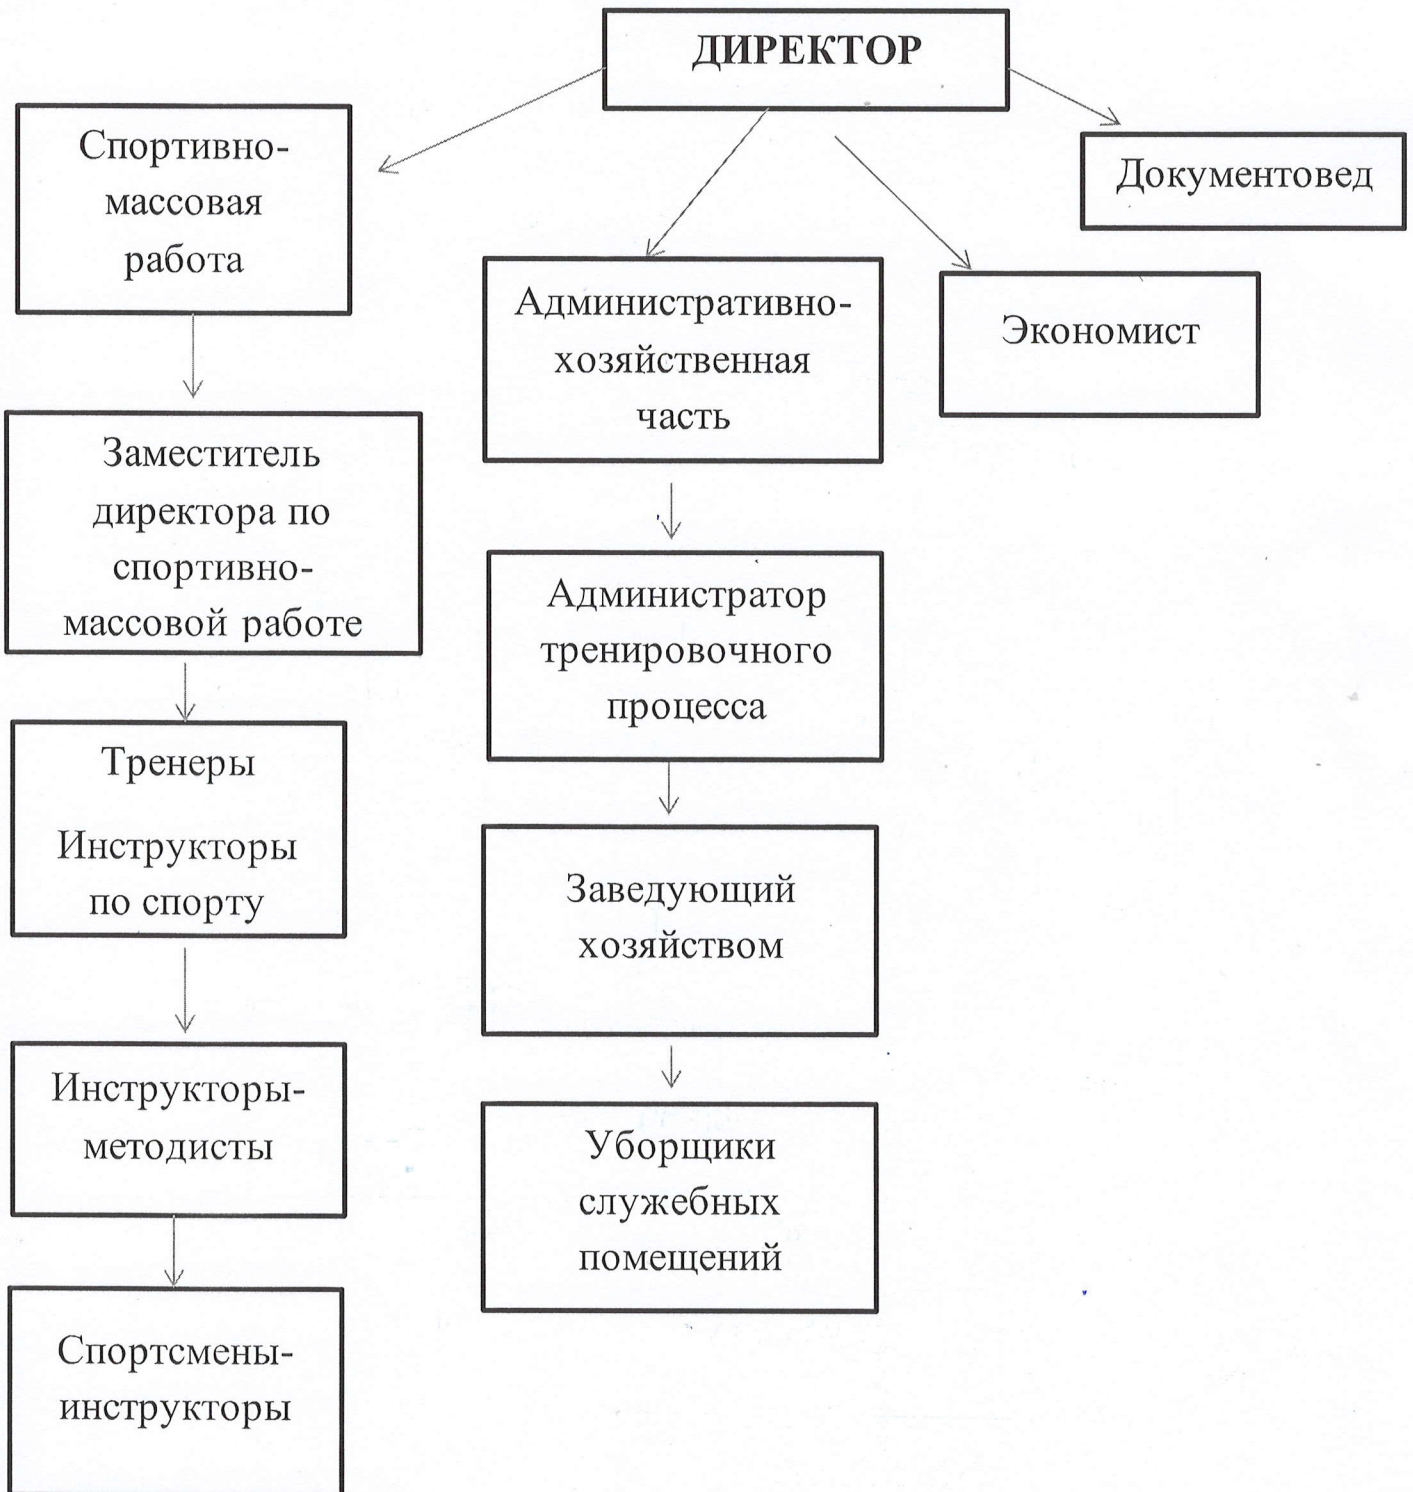 ДИРЕКТОР
Спортивно-
массовая
работа
Документовед
Административно-
хозяйственная
часть
Экономист
Заместитель
директора по
спортивно-
массовой работе
Администратор
тренировочного
процесса
Тренеры
Инструкторы
по спорту
Заведующий
хозяйством
Инструкторы-
методисты
Уборщики
служебных
помещений
Спортсмены-
инструкторы